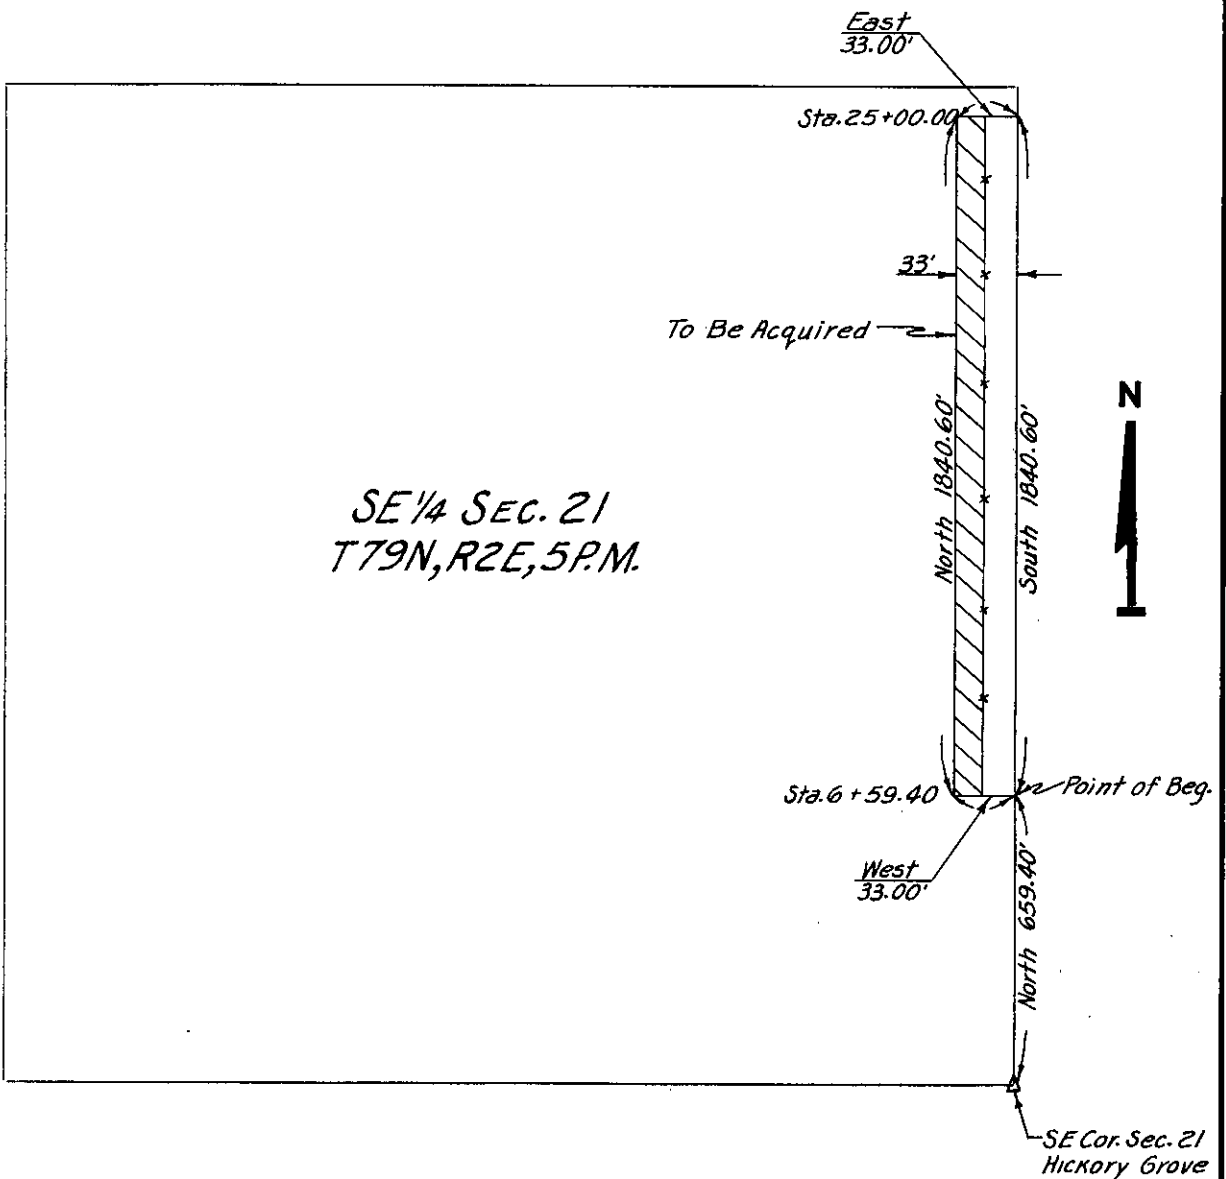 East
33.00'
Sta. 25+00.00
33'
To Be Acquired
N
North 1840.60'
South 1840.60'
SE 1/4 SEC. 21
T79N, R2E, 5P.M.
Sta. 6+59.40
Point of Beg.
West
33.00'
North 659.40'
SE Cor. Sec. 21
Hickory Grove